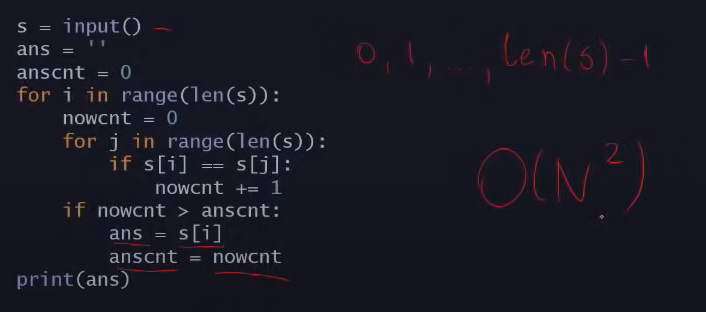 s = input()
ans = ''
anscnt = 0
for i in range(len(s)):
    nowcnt = 0
    for j in range(len(s)):
        if s[i] == s[j]:
            nowcnt += 1
    if nowcnt > anscnt:
        ans = s[i]
        anscnt = nowcnt
print(ans)
0, 1, ..., len(s)-1
O(N²)